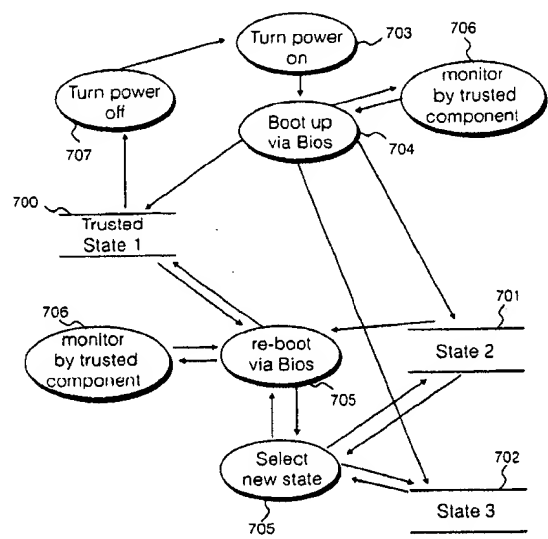 Turn power
on
703
706
monitor
by trusted
component
Turn power
off
707
Boot up
via Bios
704
700
Trusted
State 1
701
State 2
706
monitor
by trusted
component
re-boot
via Bios
705
Select
new state
705
702
State 3